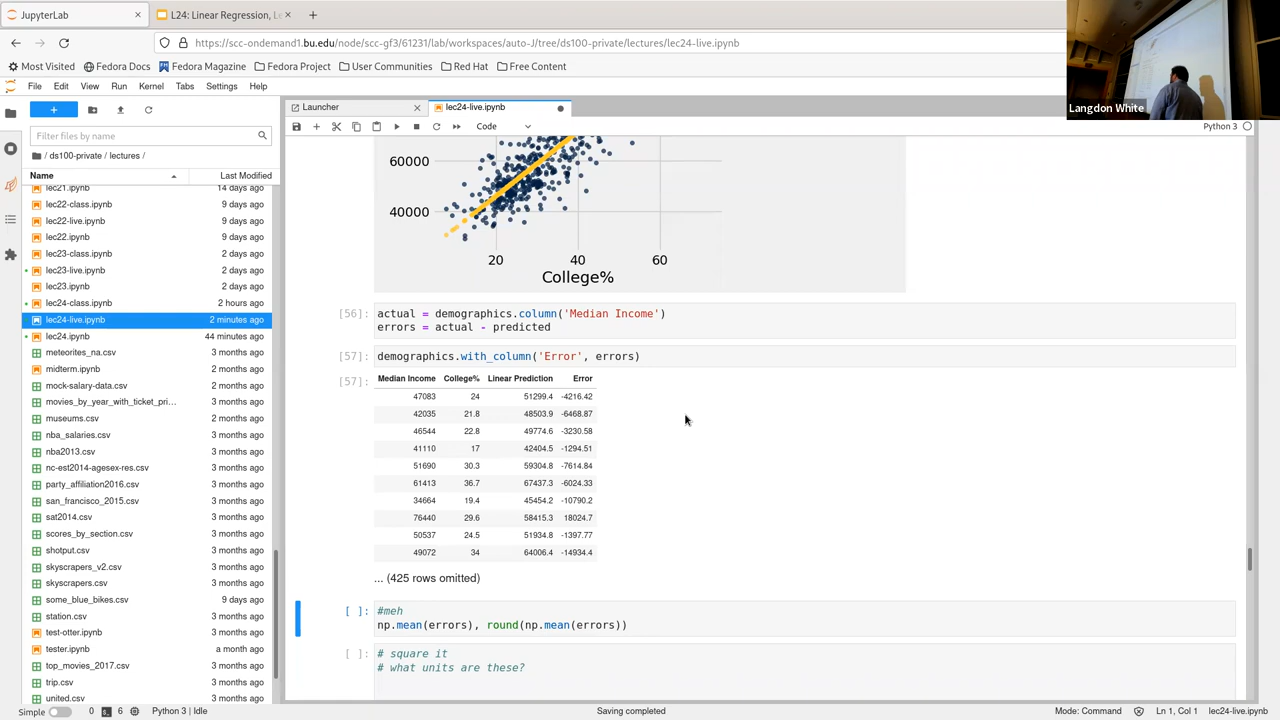 JupyterLab
L24: Linear Regression, Le
https://scc-ondemand1.bu.edu/node/scc-gf3/61231/lab/workspaces/auto-J/tree/ds100-private/lectures/lec24-live.ipynb
Most Visited Fedora Docs Fedora Magazine Fedora Project User Communities Red Hat Free Content
Langdon White
File Edit View Run Kernel Tabs Settings Help
Launcher
lec24-live.ipynb
Code
Python 3
Filter files by name
/ ds100-private / lectures /
Name Last Modified
lec21.ipynb 14 days ago
lec22-class.ipynb 9 days ago
lec22-live.ipynb 9 days ago
lec22.ipynb 9 days ago
lec23-class.ipynb 2 days ago
lec23-live.ipynb 2 days ago
lec23.ipynb 2 days ago
lec24-class.ipynb 2 hours ago
lec24-live.ipynb 2 minutes ago
lec24.ipynb 44 minutes ago
meteorites_na.csv 3 months ago
midterm.ipynb 2 months ago
mock-salary-data.csv 2 months ago
movies_by_year_with_ticket_pri... 3 months ago
museums.csv 2 months ago
nba_salaries.csv 3 months ago
nba2013.csv 3 months ago
nc-est2014-agesex-res.csv 3 months ago
party_affiliation2016.csv 3 months ago
san_francisco_2015.csv 3 months ago
sat2014.csv 3 months ago
scores_by_section.csv 3 months ago
shotput.csv 3 months ago
skyscrapers_v2.csv 3 months ago
skyscrapers.csv 3 months ago
some_blue_bikes.csv 9 days ago
station.csv 3 months ago
test-otter.ipynb 3 months ago
tester.ipynb a month ago
top_movies_2017.csv 3 months ago
trip.csv 3 months ago
united.csv 3 months ago
60000
40000
20 40 60
College%
[56]: actual = demographics.column('Median Income')
errors = actual - predicted
[57]: demographics.with_column('Error', errors)
[57]: Median Income College% Linear Prediction Error
47083 24 51299.4 -4216.42
42035 21.8 48503.9 -6468.87
46544 22.8 49774.6 -3230.58
41110 17 42404.5 -1294.51
51690 30.3 59304.8 -7614.84
61413 36.7 67437.3 -6024.33
34664 19.4 45454.2 -10790.2
76440 29.6 58415.3 18024.7
50537 24.5 51934.8 -1397.77
49072 34 64006.4 -14934.4
... (425 rows omitted)
[ ]: #meh
np.mean(errors), round(np.mean(errors))
[ ]: # square it
# what units are these?
Simple 0 6 Python 3 | Idle Saving completed Mode: Command Ln 1, Col 1 lec24-live.ipynb